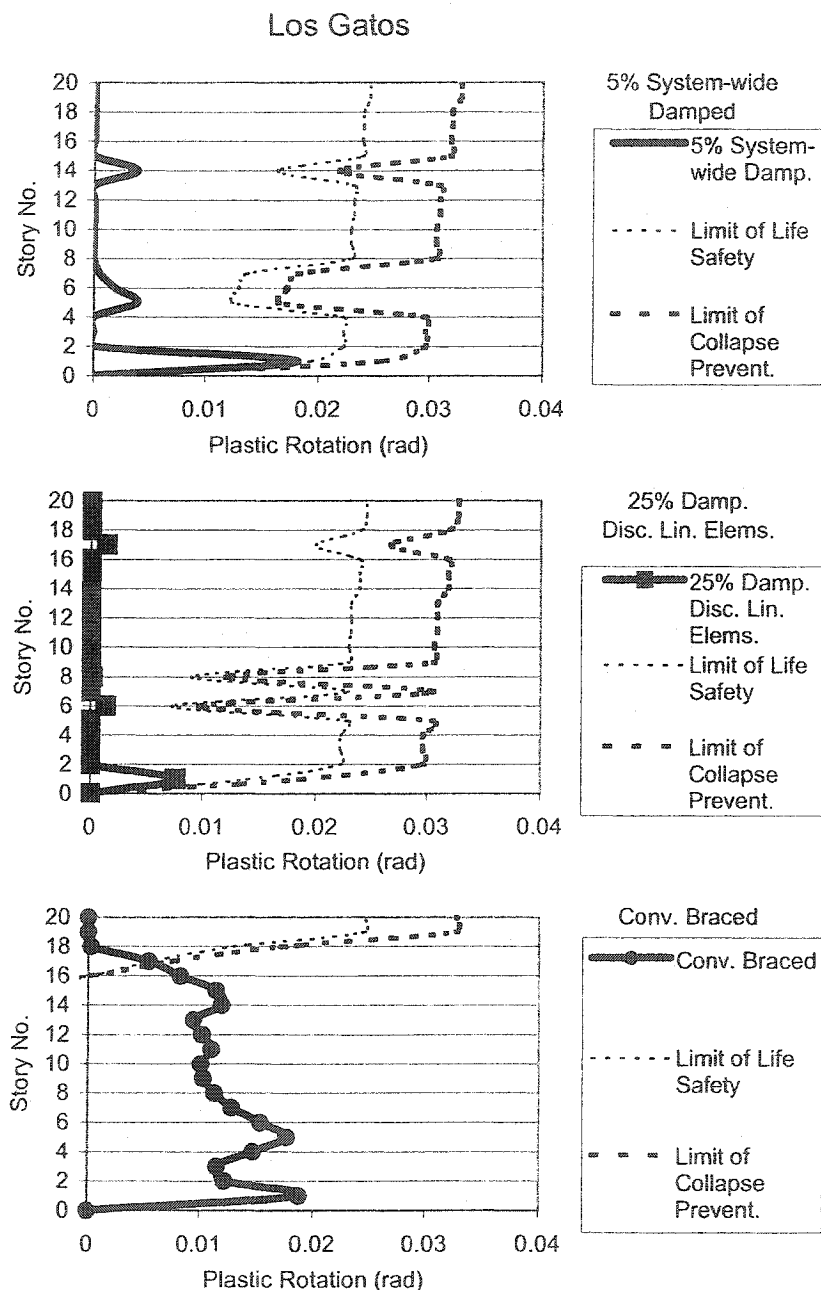 Los Gatos
20
18
16
14
12
10
8
6
4
2
0
Story No.
0
0.01
0.02
0.03
0.04
Plastic Rotation (rad)
5% System-wide
Damped
5% System-
wide Damp.
Limit of Life
Safety
Limit of
Collapse
Prevent.
20
18
16
14
12
10
8
6
4
2
0
Story No.
0
0.01
0.02
0.03
0.04
Plastic Rotation (rad)
25% Damp.
Disc. Lin. Elems.
25% Damp.
Disc. Lin.
Elems.
Limit of Life
Safety
Limit of
Collapse
Prevent.
20
18
16
14
12
10
8
6
4
2
0
Story No.
0
0.01
0.02
0.03
0.04
Plastic Rotation (rad)
Conv. Braced
Conv. Braced
Limit of Life
Safety
Limit of
Collapse
Prevent.